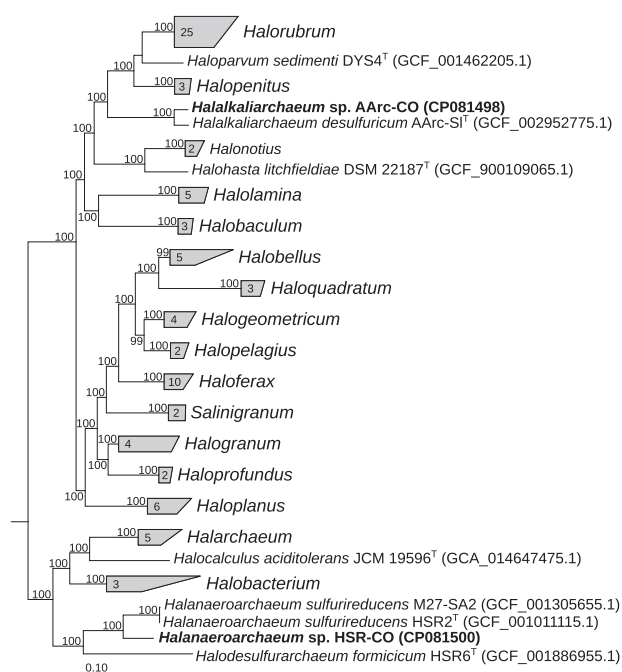 100 25 Halorubrum
100 Haloparvum sedimenti DYS4T (GCF_001462205.1)
100 100 3 Halopenitus
100 Halalkaliarchaeum sp. AArc-CO (CP081498)
100 Halalkaliarchaeum desulfuricum AArc-SlT (GCF_002952775.1)
100 100 2 Halonotius
100 Halohasta litchfieldiae DSM 22187T (GCF_900109065.1)
100 100 5 Halolamina
100 100 3 Halobaculum
100 99 5 Halobellus
100 100 3 Haloquadratum
100 100 4 Halogeometricum
99 100 2 Halopelagius
100 100 10 Haloferax
100 100 2 Salinigranum
100 100 4 Halogranum
100 100 2 Haloprofundus
100 100 6 Haloplanus
100 5 Halarchaeum
100 Halocalculus aciditolerans JCM 19596T (GCA_014647475.1)
100 100 3 Halobacterium
100 Halanaeroarchaeum sulfurireducens M27-SA2 (GCF_001305655.1)
100 Halanaeroarchaeum sulfurireducens HSR2T (GCF_001011115.1)
100 Halanaeroarchaeum sp. HSR-CO (CP081500)
Halodesulfurarchaeum formicicum HSR6T (GCF_001886955.1)
0.10